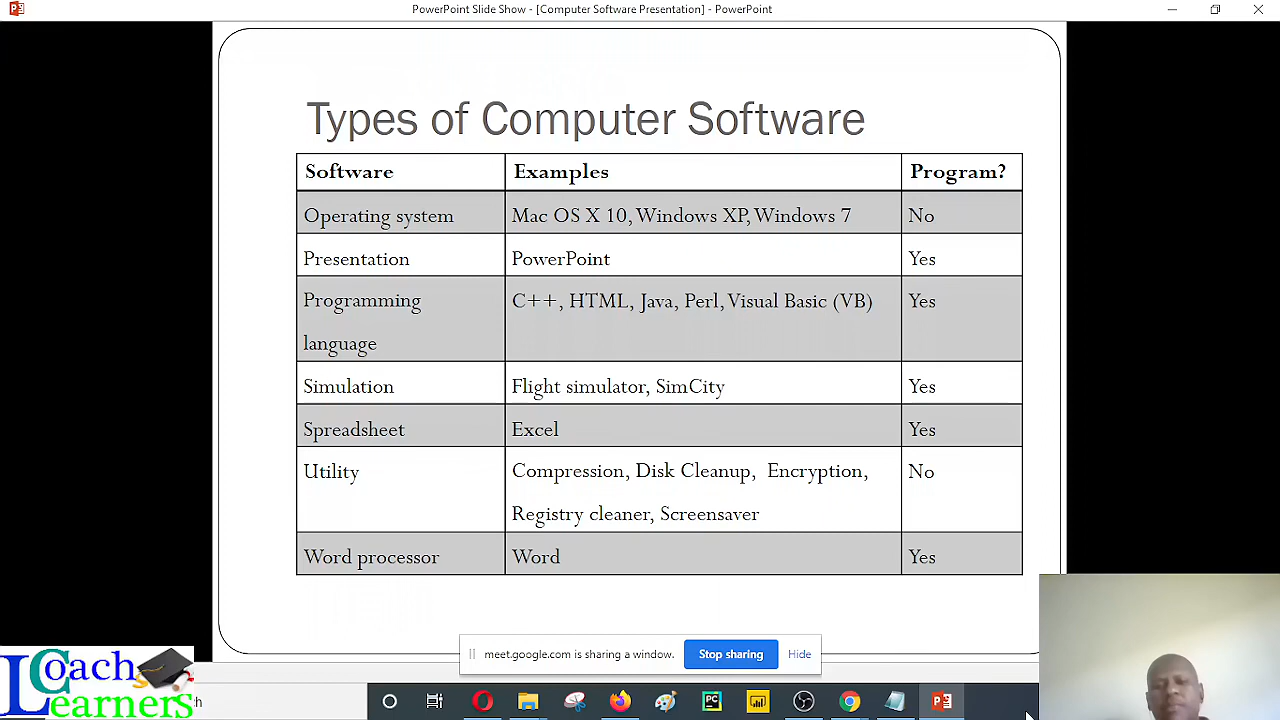 PowerPoint Slide Show - [Computer Software Presentation] - PowerPoint
Types of Computer Software
Software Examples Program?
Operating system Mac OS X 10, Windows XP, Windows 7 No
Presentation PowerPoint Yes
Programming C++, HTML, Java, Perl, Visual Basic (VB) Yes
language
Simulation Flight simulator, SimCity Yes
Spreadsheet Excel Yes
Utility Compression, Disk Cleanup, Encryption, No
Registry cleaner, Screensaver
Word processor Word Yes
meet.google.com is sharing a window. Stop sharing Hide
Coach
Learners
PC